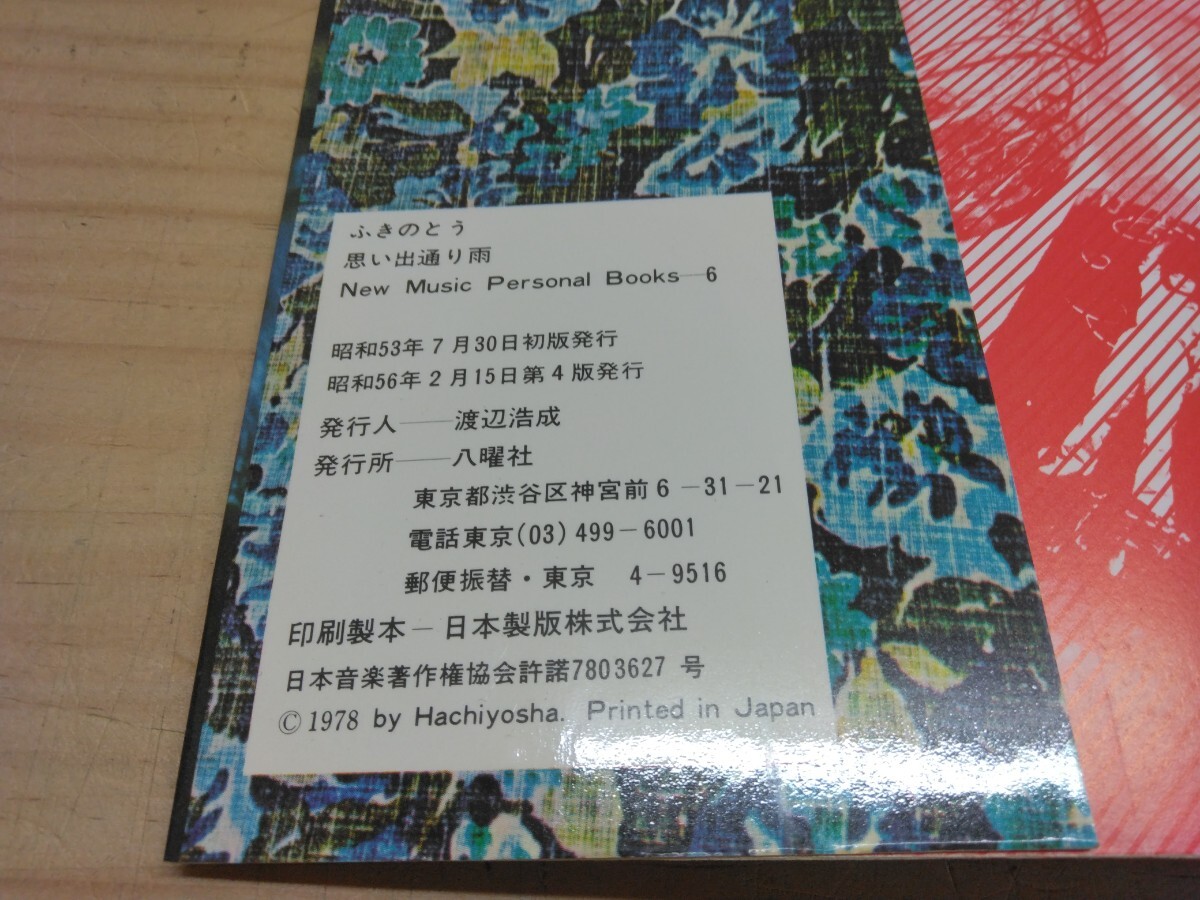 ふきのとう
思い出通り雨
New Music Personal Books—6
昭和53年7月30日初版発行
昭和56年2月15日第4版発行
発行人——渡辺浩成
発行所——八曜社
東京都渋谷区神宮前6-31-21
電話東京(03)499-6001
郵便振替・東京 4-9516
印刷製本—日本製版株式会社
日本音楽著作権協会許諾7803627号
©1978 by Hachiyosha. Printed in Japan